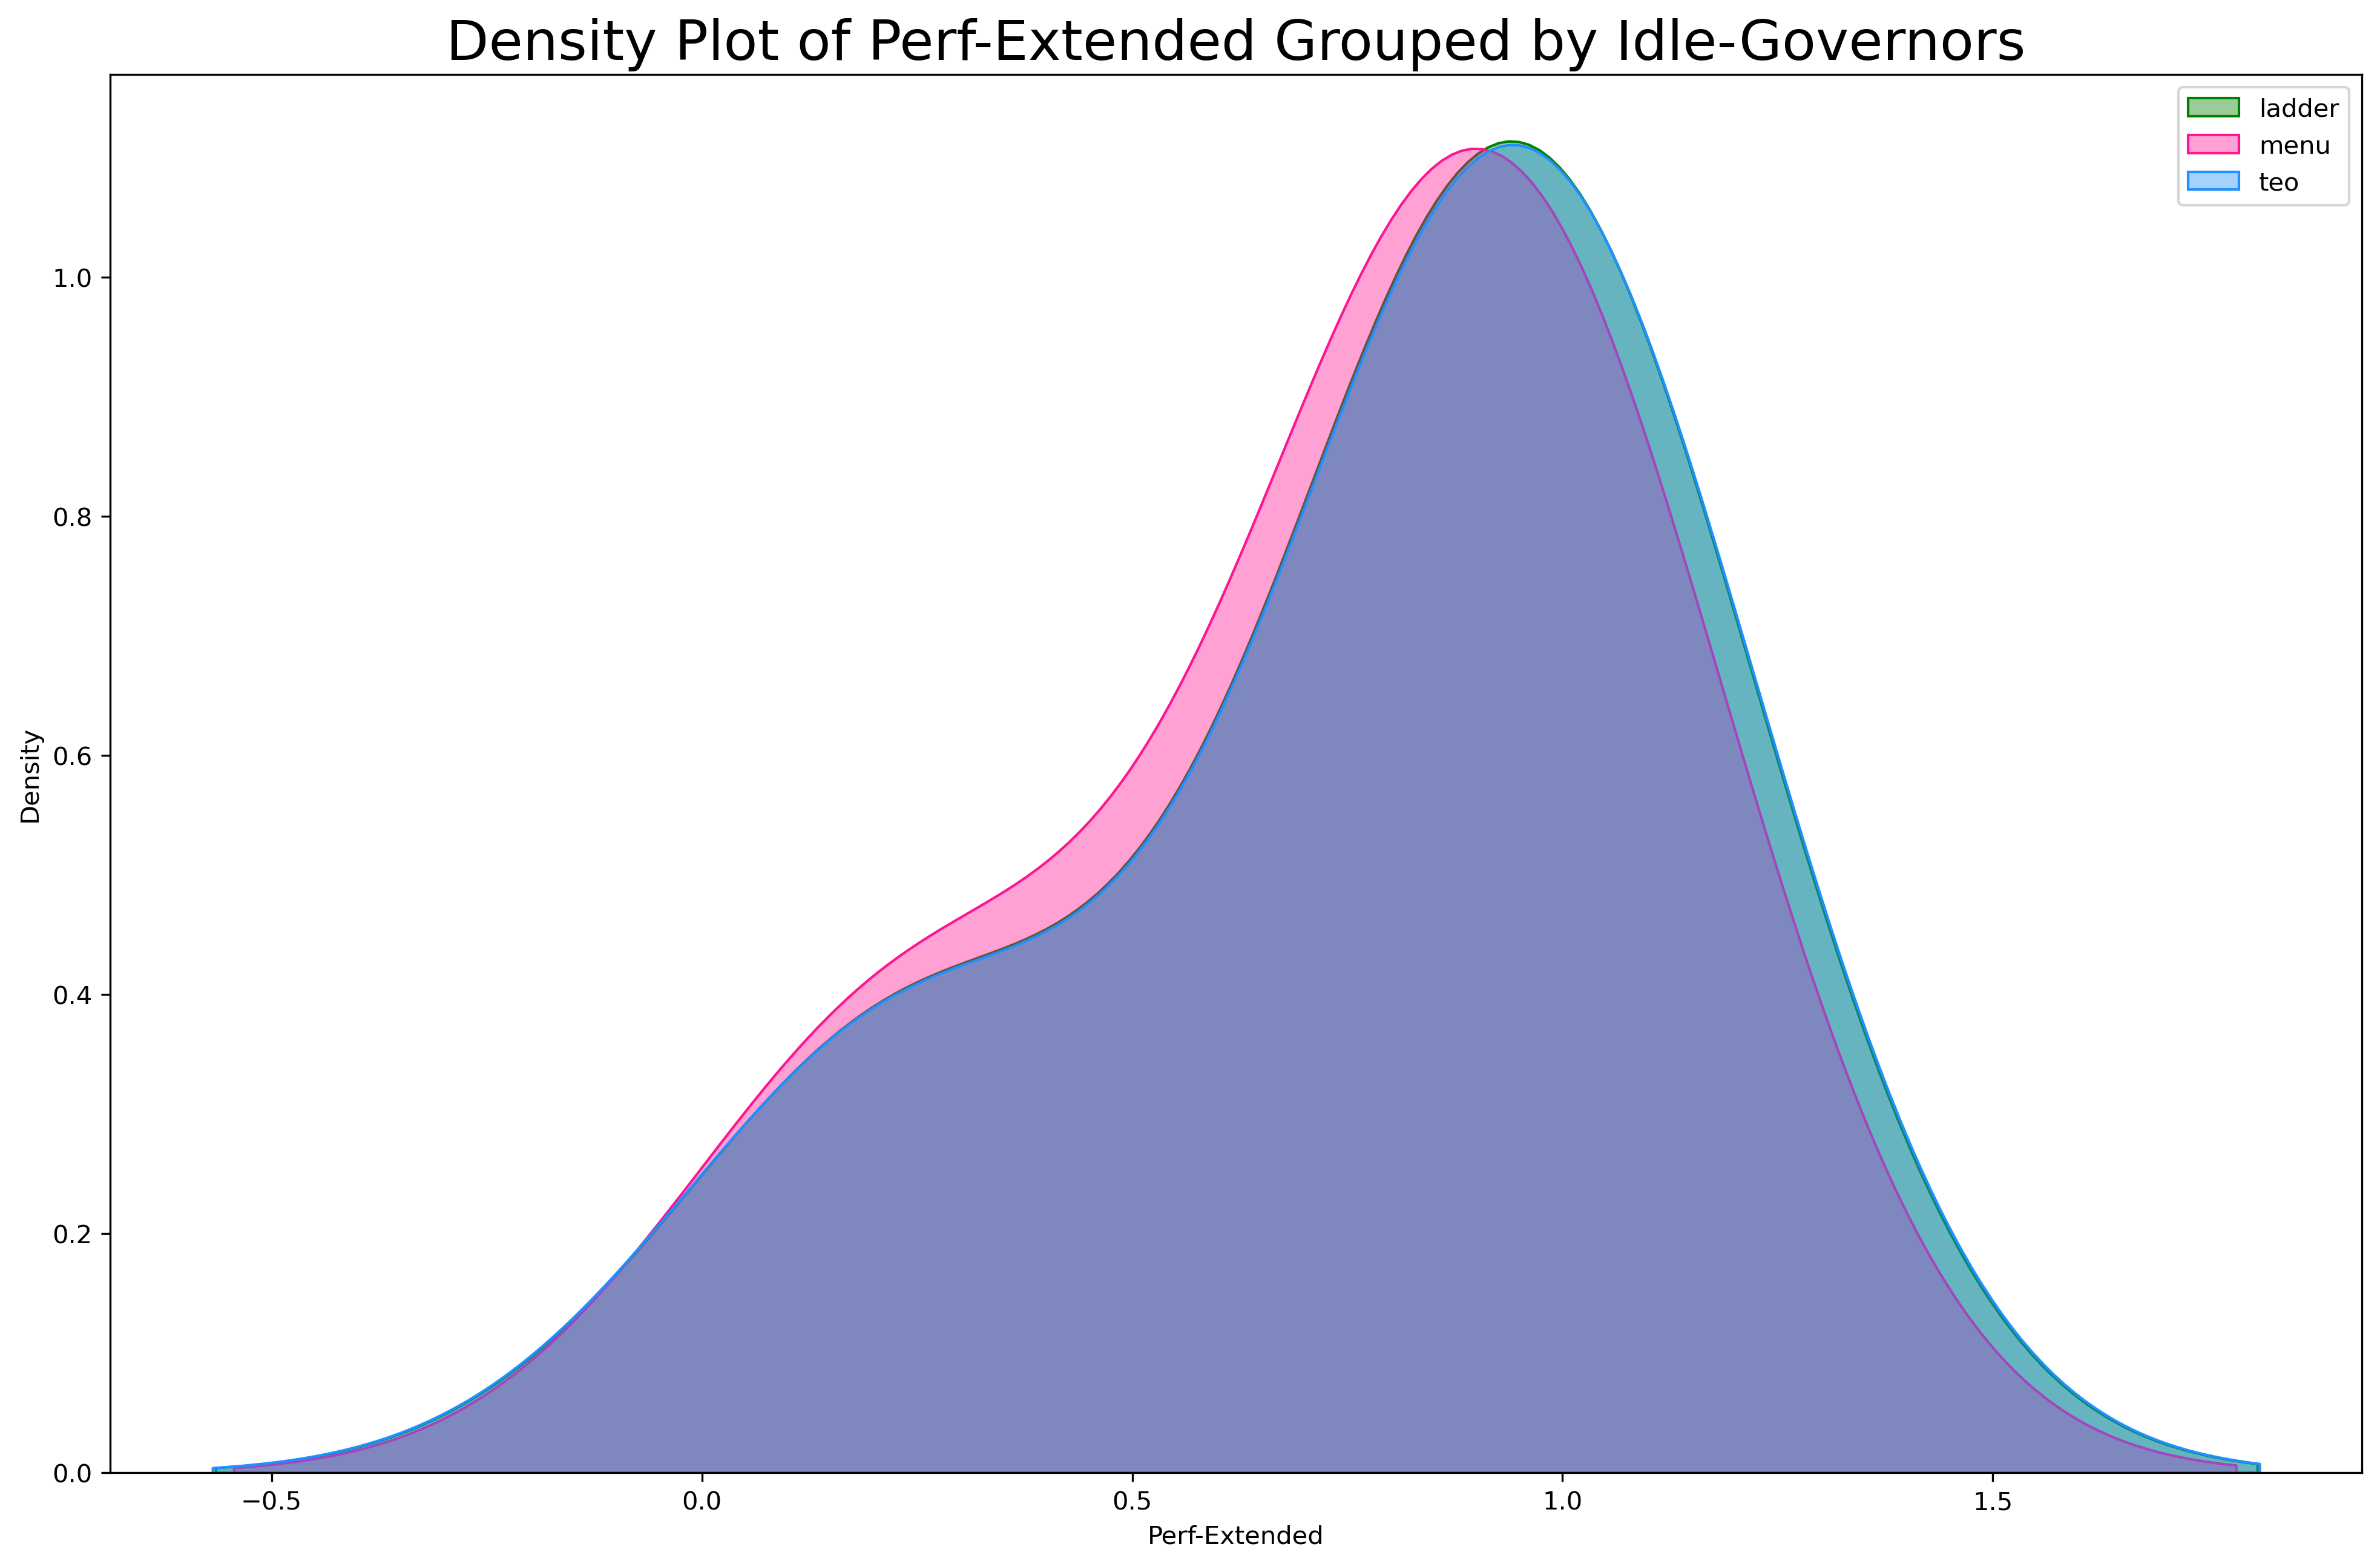 Density Plot of Perf-Extended Grouped by Idle-Governors
ladder
menu
teo
1.0
0.8
0.6
0.4
0.2
0.0
Density
−0.5
0.0
0.5
1.0
1.5
Perf-Extended